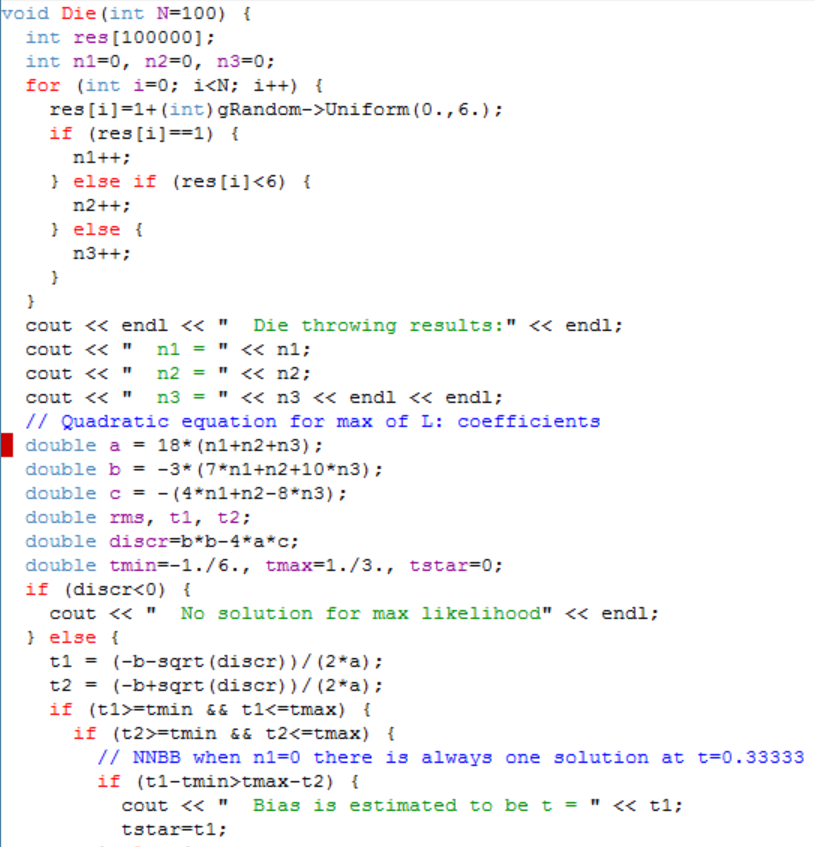 void Die(int N=100) {
  int res[100000];
  int n1=0, n2=0, n3=0;
  for (int i=0; i<N; i++) {
    res[i]=1+(int)gRandom->Uniform(0.,6.);
    if (res[i]==1) {
      n1++;
    } else if (res[i]<6) {
      n2++;
    } else {
      n3++;
    }
  }
  cout << endl << "  Die throwing results:" << endl;
  cout << "  n1 = " << n1;
  cout << "  n2 = " << n2;
  cout << "  n3 = " << n3 << endl << endl;
  // Quadratic equation for max of L: coefficients
  double a = 18*(n1+n2+n3);
  double b = -3*(7*n1+n2+10*n3);
  double c = -(4*n1+n2-8*n3);
  double rms, t1, t2;
  double discr=b*b-4*a*c;
  double tmin=-1./6., tmax=1./3., tstar=0;
  if (discr<0) {
    cout << "  No solution for max likelihood" << endl;
  } else {
    t1 = (-b-sqrt(discr))/(2*a);
    t2 = (-b+sqrt(discr))/(2*a);
    if (t1>=tmin && t1<=tmax) {
      if (t2>=tmin && t2<=tmax) {
        // NNBB when n1=0 there is always one solution at t=0.33333
        if (t1-tmin>tmax-t2) {
          cout << "  Bias is estimated to be t = " << t1;
          tstar=t1;